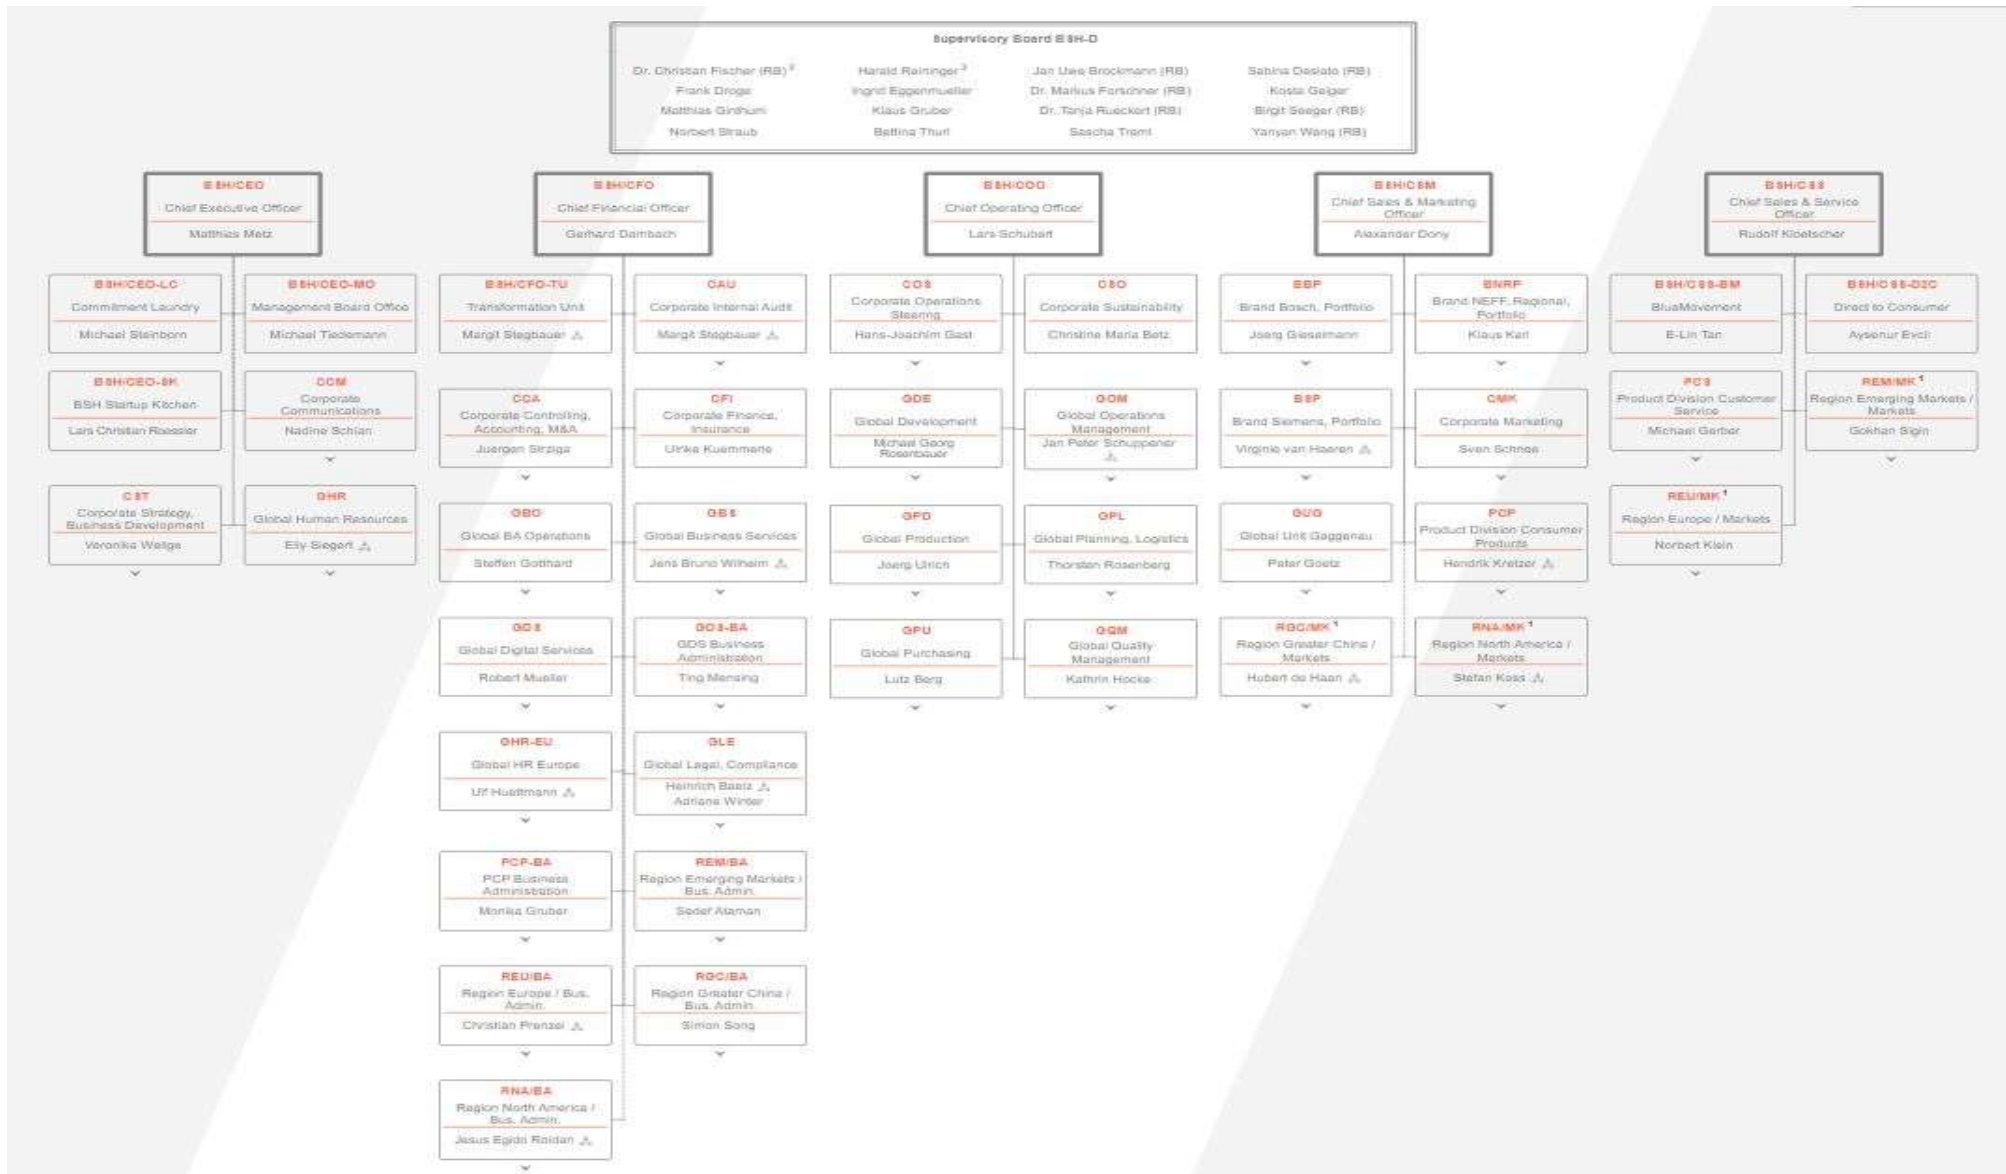 Supervisory Board BSH-D
Dr. Christian Fischer (RB) ²
Harald Reininger ³
Jan Uwe Brockmann (RB)
Sabina Dasiato (RB)
Frank Droge
Ingrid Eggenmueller
Dr. Markus Forschner (RB)
Kosta Geiger
Matthias Ginthum
Klaus Gruber
Dr. Tanja Rueckert (RB)
Birgit Seeger (RB)
Norbert Straub
Bettina Thurl
Sascha Treml
Yanyan Wang (RB)
BSH/CEO
Chief Executive Officer
Matthias Metz
BSH/CEO-LC
Commitment Laundry
Michael Steinborn
BSH/CEO-MO
Management Board Office
Michael Tiedemann
BSH/CEO-SK
BSH Startup Kitchen
Lars Christian Roessler
CCM
Corporate
Communications
Nadine Schian
CST
Corporate Strategy,
Business Development
Veronika Wellge
GHR
Global Human Resources
Elly Siegert
BSH/CFO
Chief Financial Officer
Gerhard Dambach
BSH/CFO-TU
Transformation Unit
Margit Stegbauer
CAU
Corporate Internal Audit
Margit Stegbauer
CCA
Corporate Controlling,
Accounting, M&A
Juergen Strziga
CFI
Corporate Finance,
Insurance
Ulrike Kuemmerle
GBO
Global BA Operations
Steffen Gotthard
GBS
Global Business Services
Jens Bruno Wilhelm
GDS
Global Digital Services
Robert Mueller
GDS-BA
GDS Business
Administration
Ting Mensing
GHR-EU
Global HR Europe
Ulf Huettmann
GLE
Global Legal, Compliance
Heinrich Baelz
Adriane Winter
PCP-BA
PCP Business
Administration
Monika Gruber
REM/BA
Region Emerging Markets /
Bus. Admin.
Sedef Ataman
REU/BA
Region Europe / Bus.
Admin.
Christian Prenzel
RGC/BA
Region Greater China /
Bus. Admin.
Simon Song
RNA/BA
Region North America /
Bus. Admin.
Jesus Egido Roldan
BSH/COO
Chief Operating Officer
Lars Schubert
COS
Corporate Operations
Steering
Hans-Joachim Gast
CSO
Corporate Sustainability
Christine Maria Betz
GDE
Global Development
Michael Georg
Rosenbauer
GOM
Global Operations
Management
Jan Peter Schuppener
GPD
Global Production
Joerg Ulrich
GPL
Global Planning, Logistics
Thorsten Rosenberg
GPU
Global Purchasing
Lutz Berg
GQM
Global Quality
Management
Kathrin Hocke
BSH/CSM
Chief Sales & Marketing
Officer
Alexander Dony
BBP
Brand Bosch, Portfolio
Joerg Gieselmann
BNRP
Brand NEFF, Regional,
Portfolio
Klaus Karl
BSP
Brand Siemens, Portfolio
Virginie van Haeren
CMK
Corporate Marketing
Sven Schnee
GUG
Global Unit Gaggenau
Peter Goetz
PCP
Product Division Consumer
Products
Hendrik Kretzer
RGC/MK ¹
Region Greater China /
Markets
Hubert de Haan
RNA/MK ¹
Region North America /
Markets
Stefan Koss
BSH/CSS
Chief Sales & Service
Officer
Rudolf Kloetscher
BSH/CSS-BM
BlueMovement
E-Lin Tan
BSH/CSS-D2C
Direct to Consumer
Aysenur Evcil
PCS
Product Division Customer
Service
Michael Gerber
REM/MK ¹
Region Emerging Markets /
Markets
Gokhan Sigin
REU/MK ¹
Region Europe / Markets
Norbert Klein